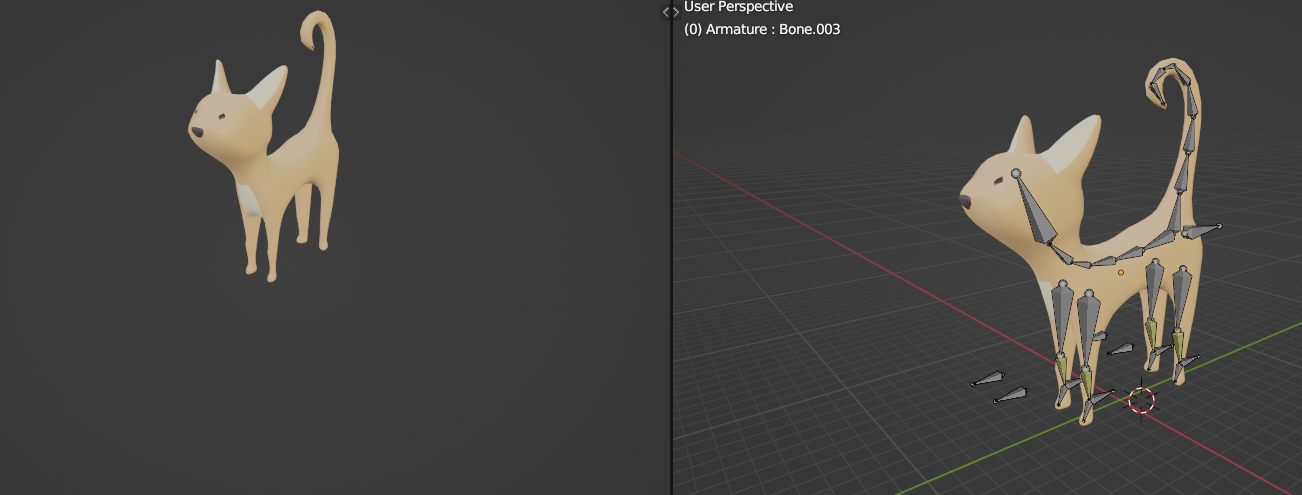 User Perspective
(0) Armature : Bone.003